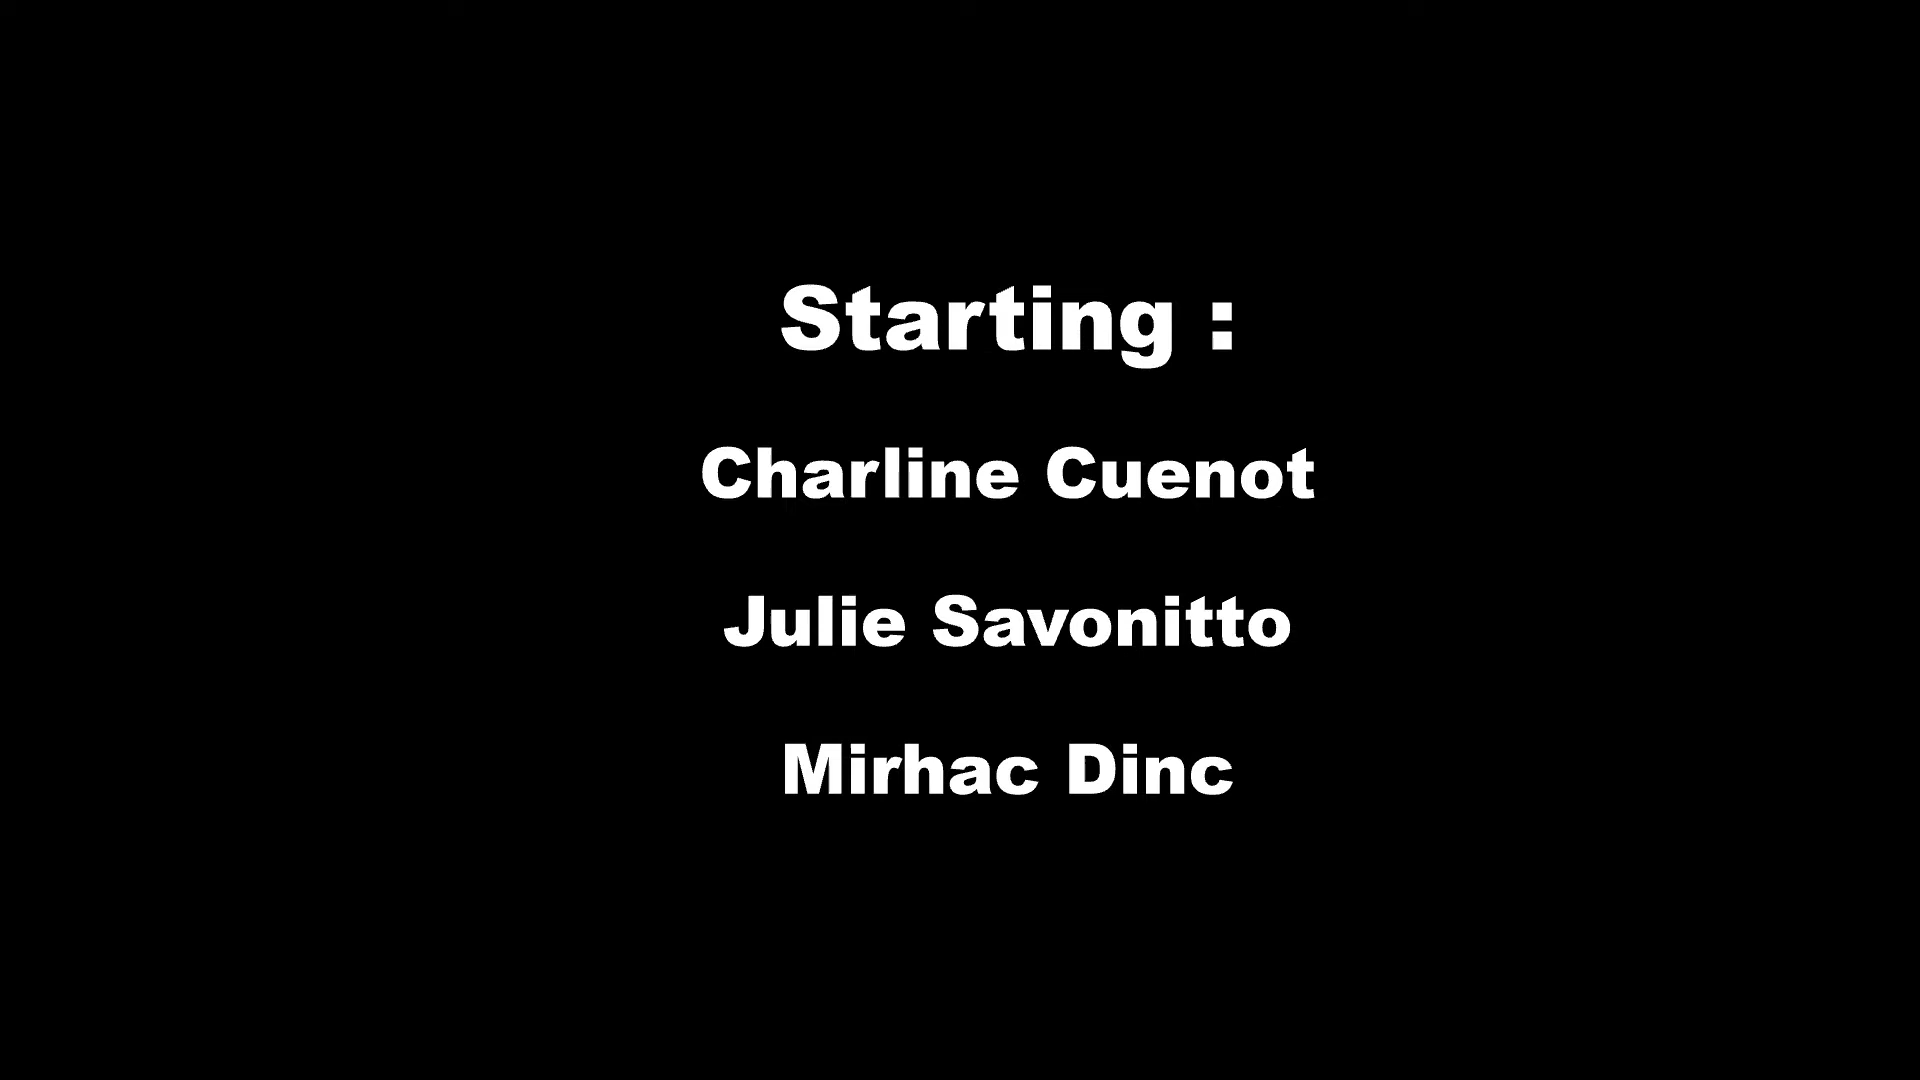 Starting :
Charline Cuenot
Julie Savonitto
Mirhac Dinc